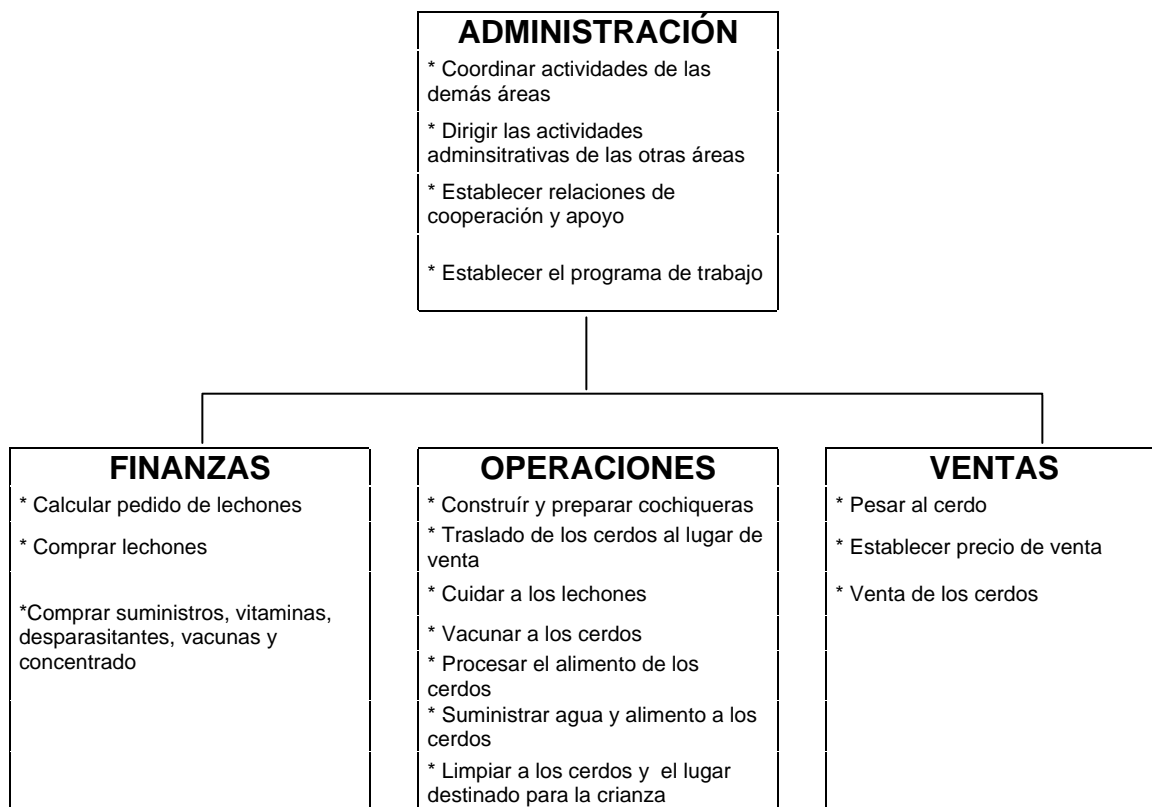 ADMINISTRACIÓN
* Coordinar actividades de las
demás áreas
* Dirigir las actividades
adminsitrativas de las otras áreas
* Establecer relaciones de
cooperación y apoyo
* Establecer el programa de trabajo
FINANZAS
* Calcular pedido de lechones
* Comprar lechones
*Comprar suministros, vitaminas,
desparasitantes, vacunas y
concentrado
OPERACIONES
* Construír y preparar cochiqueras
* Traslado de los cerdos al lugar de
venta
* Cuidar a los lechones
* Vacunar a los cerdos
* Procesar el alimento de los
cerdos
* Suministrar agua y alimento a los
cerdos
* Limpiar a los cerdos y  el lugar
destinado para la crianza
VENTAS
* Pesar al cerdo
* Establecer precio de venta
* Venta de los cerdos